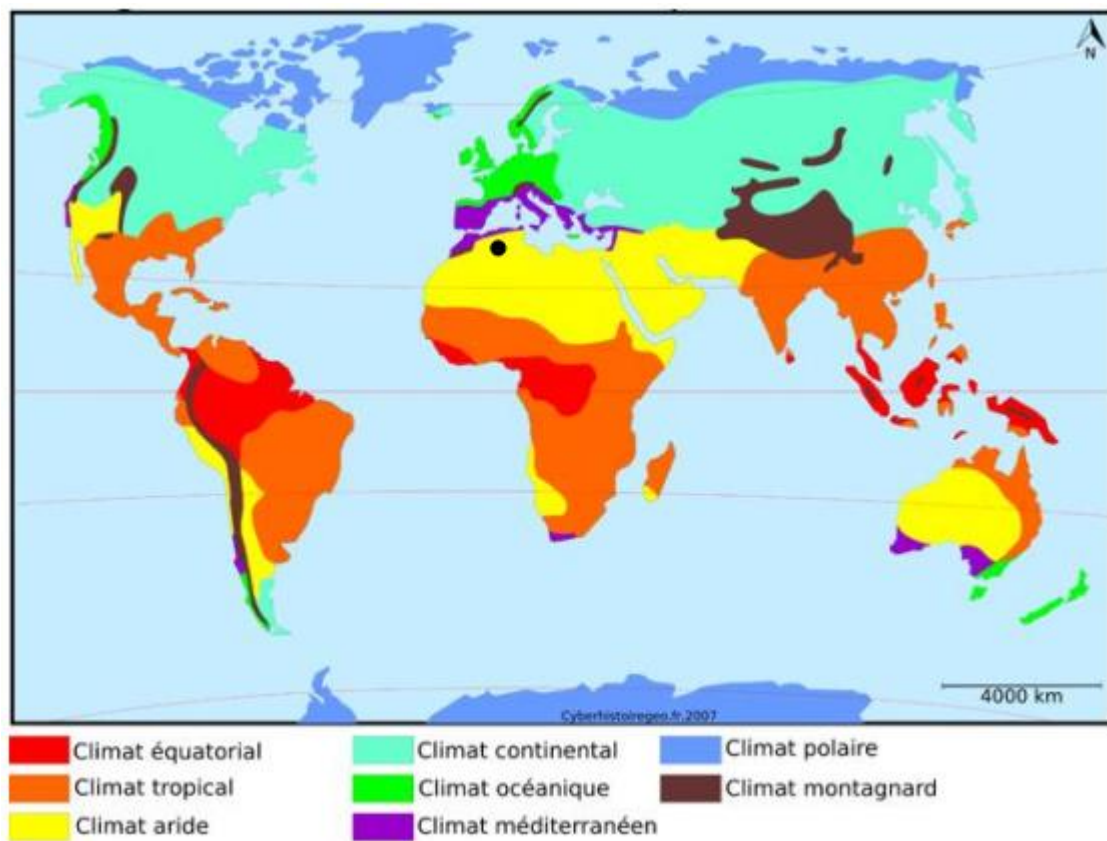 N
4000 km
Cyberhistoiregeo.fr.2007
Climat équatorial
Climat tropical
Climat aride
Climat continental
Climat océanique
Climat méditerranéen
Climat polaire
Climat montagnard